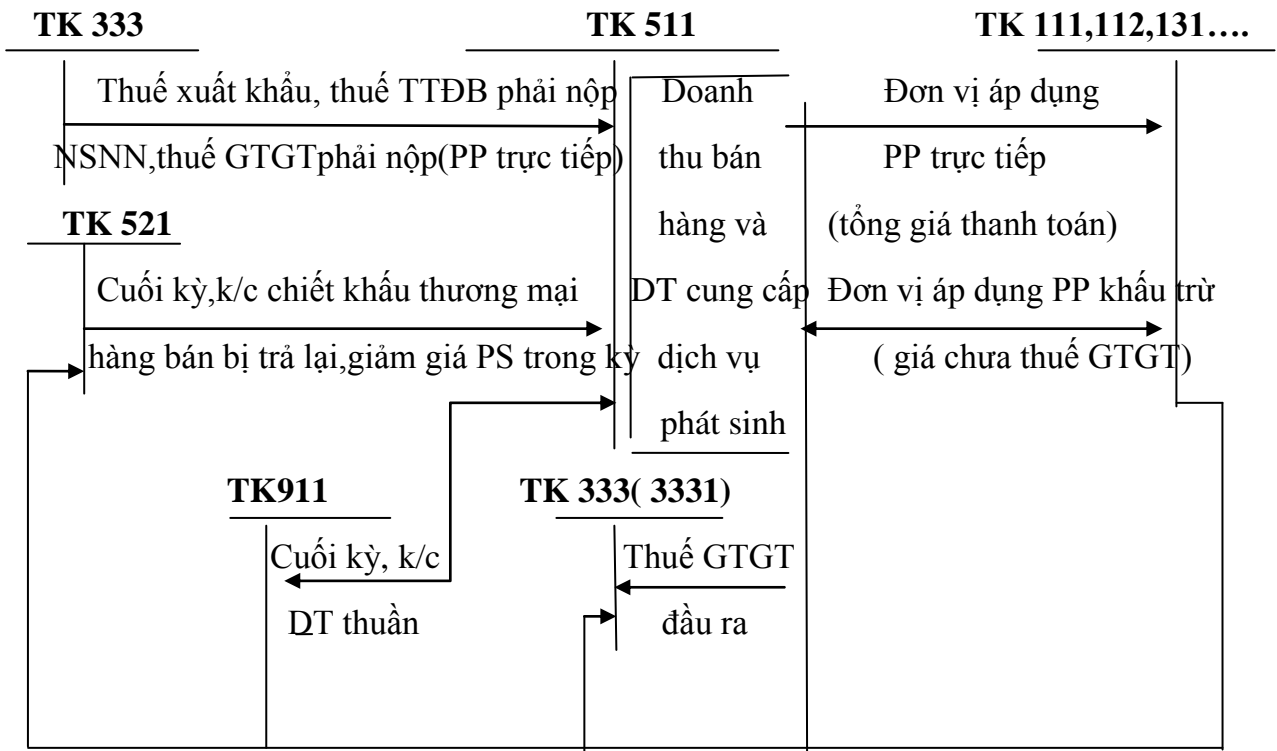 TK 333 TK 511 TK 111,112,131….
Thuế xuất khẩu, thuế TTĐB phải nộp Doanh Đơn vị áp dụng
NSNN,thuế GTGTphải nộp(PP trực tiếp) thu bán PP trực tiếp
TK 521 hàng và (tổng giá thanh toán)
Cuối kỳ,k/c chiết khấu thương mại DT cung cấp Đơn vị áp dụng PP khấu trừ
hàng bán bị trả lại,giảm giá PS trong kỳ dịch vụ ( giá chưa thuế GTGT)
phát sinh
TK911 TK 333( 3331)
Cuối kỳ, k/c Thuế GTGT
DT thuần đầu ra